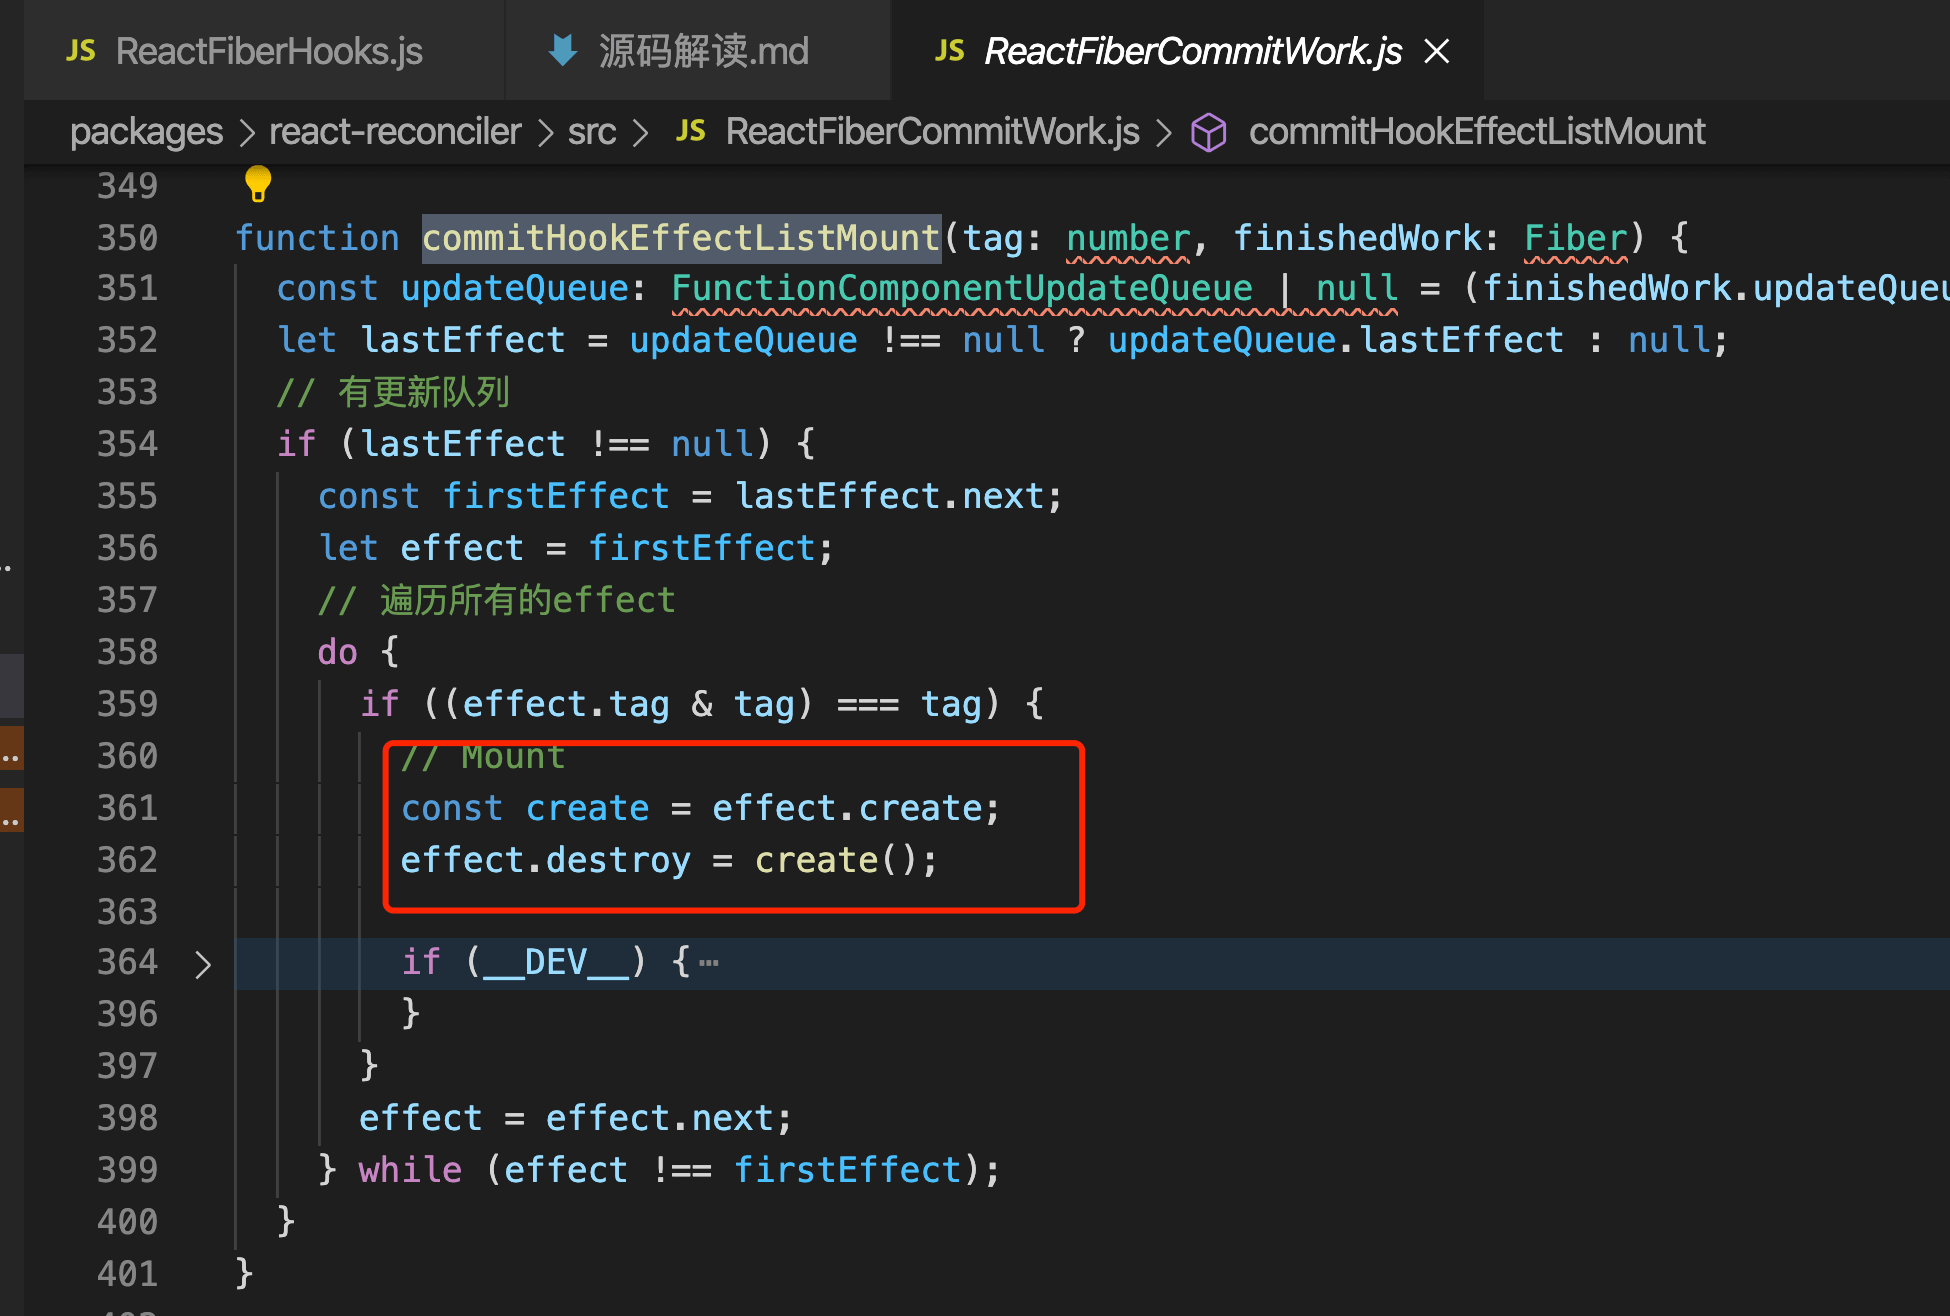 JS ReactFiberHooks.js 源码解读.md JS ReactFiberCommitWork.js
packages > react-reconciler > src > JS ReactFiberCommitWork.js > commitHookEffectListMount
349
350 function commitHookEffectListMount(tag: number, finishedWork: Fiber) {
351 const updateQueue: FunctionComponentUpdateQueue | null = (finishedWork.updateQueu
352 let lastEffect = updateQueue !== null ? updateQueue.lastEffect : null;
353 // 有更新队列
354 if (lastEffect !== null) {
355 const firstEffect = lastEffect.next;
356 let effect = firstEffect;
357 // 遍历所有的effect
358 do {
359 if ((effect.tag & tag) === tag) {
360 // Mount
361 const create = effect.create;
362 effect.destroy = create();
363
364 if (__DEV__) {…
396 }
397 }
398 effect = effect.next;
399 } while (effect !== firstEffect);
400 }
401 }